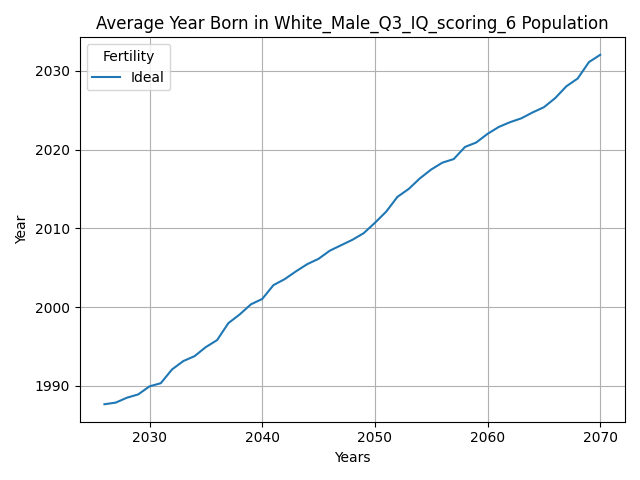 Average Year Born in White_Male_Q3_IQ_scoring_6 Population
Fertility
Ideal
2030
2020
2010
2000
1990
Year
2030 2040 2050 2060 2070
Years